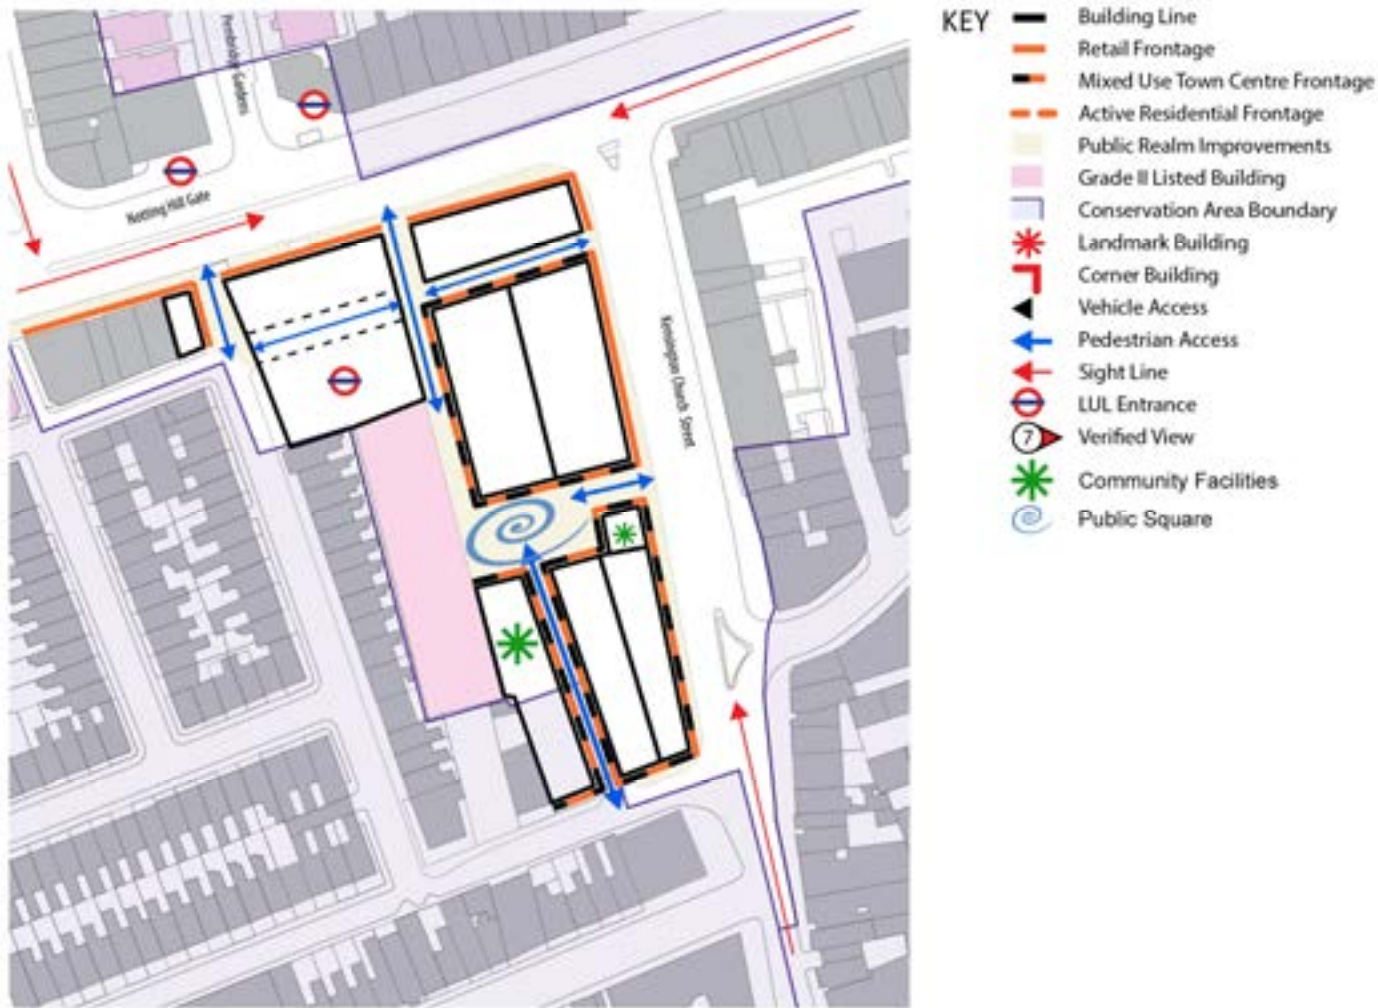 Pembridge Gardens
Notting Hill Gate
Kensington Church Street
KEY
Building Line
Retail Frontage
Mixed Use Town Centre Frontage
Active Residential Frontage
Public Realm Improvements
Grade II Listed Building
Conservation Area Boundary
Landmark Building
Corner Building
Vehicle Access
Pedestrian Access
Sight Line
LUL Entrance
7
Verified View
Community Facilities
Public Square